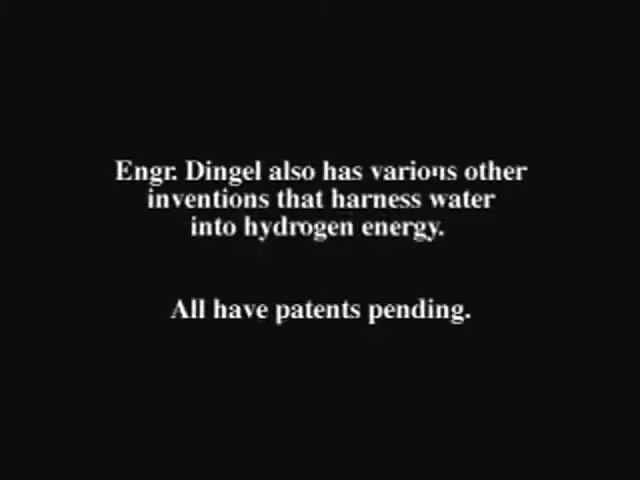 Engr. Dingel also has various other
inventions that harness water
into hydrogen energy.
All have patents pending.